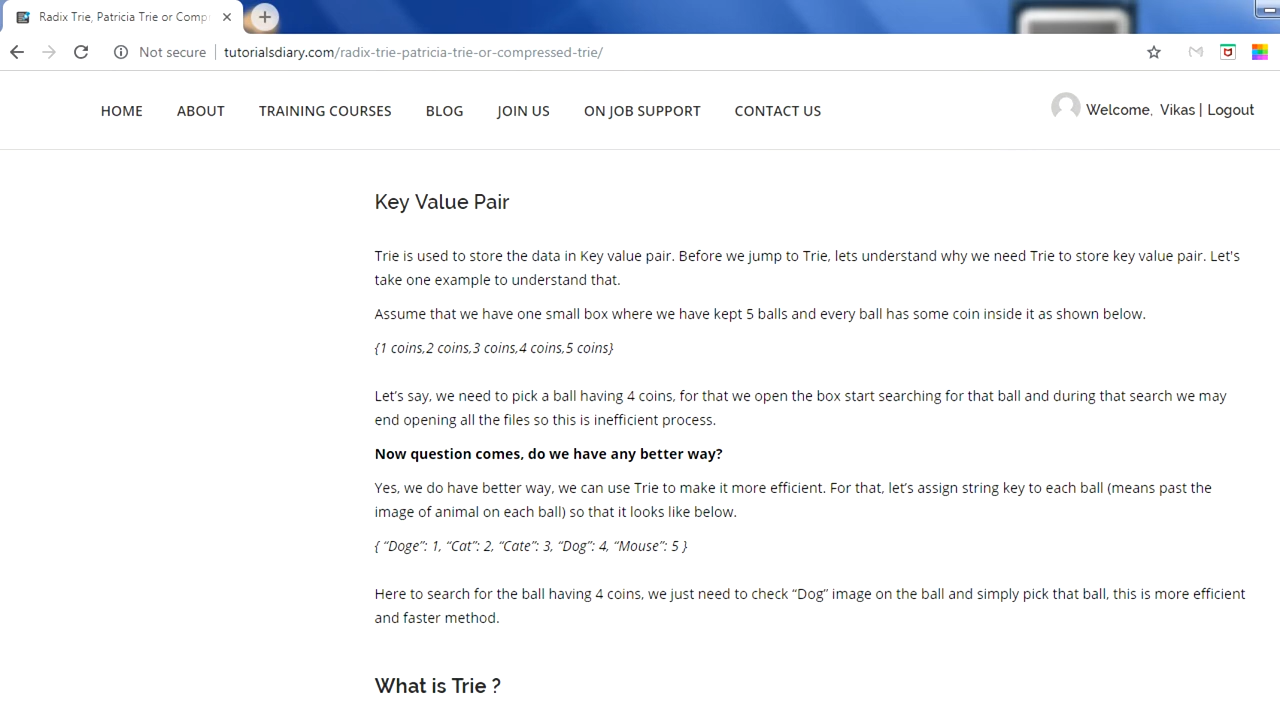 Radix Trie, Patricia Trie or Comp
Not secure
tutorialsdiary.com/radix-trie-patricia-trie-or-compressed-trie/
HOME ABOUT TRAINING COURSES BLOG JOIN US ON JOB SUPPORT CONTACT US
Welcome, Vikas | Logout
Key Value Pair
Trie is used to store the data in Key value pair. Before we jump to Trie, lets understand why we need Trie to store key value pair. Let's
take one example to understand that.
Assume that we have one small box where we have kept 5 balls and every ball has some coin inside it as shown below.
{1 coins,2 coins,3 coins,4 coins,5 coins}
Let’s say, we need to pick a ball having 4 coins, for that we open the box start searching for that ball and during that search we may
end opening all the files so this is inefficient process.
Now question comes, do we have any better way?
Yes, we do have better way, we can use Trie to make it more efficient. For that, let’s assign string key to each ball (means past the
image of animal on each ball) so that it looks like below.
{ “Doge”: 1, “Cat”: 2, “Cate”: 3, “Dog”: 4, “Mouse”: 5 }
Here to search for the ball having 4 coins, we just need to check “Dog” image on the ball and simply pick that ball, this is more efficient
and faster method.
What is Trie ?